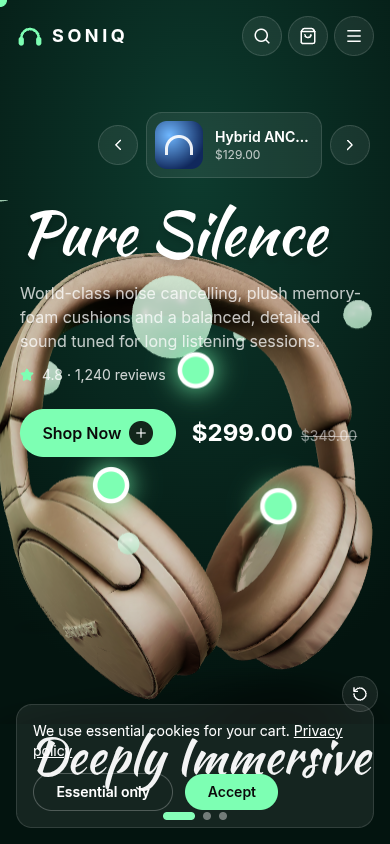 SONIQ
Hybrid ANC...
$129.00
Pure Silence
World-class noise cancelling, plush memory-
foam cushions and a balanced, detailed
sound tuned for long listening sessions.
4.8 · 1,240 reviews
Shop Now
$299.00 $349.00
We use essential cookies for your cart. Privacy
policy
Deeply Immersive
Essential only
Accept